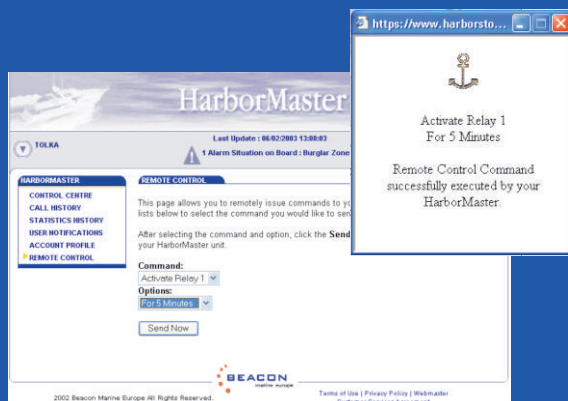 https://www.harborsto...
Activate Relay 1
For 5 Minutes
Remote Control Command
successfully executed by your
HarborMaster.
HarborMaster
TOLKA
Last Update : 06/02/2003 13:08:03
1 Alarm Situation on Board : Burglar Zone
HARBORMASTER
CONTROL CENTRE
CALL HISTORY
STATISTICS HISTORY
USER NOTIFICATIONS
ACCOUNT PROFILE
REMOTE CONTROL
REMOTE CONTROL
This page allows you to remotely issue commands to yo
lists below to select the command you would like to sen
After selecting the command and option, click the Send
your HarborMaster unit.
Command:
Activate Relay 1
Options:
For 5 Minutes
Send Now
BEACON
marine europe
2002 Beacon Marine Europe All Rights Reserved.
Terms of Use | Privacy Policy | Webmaster